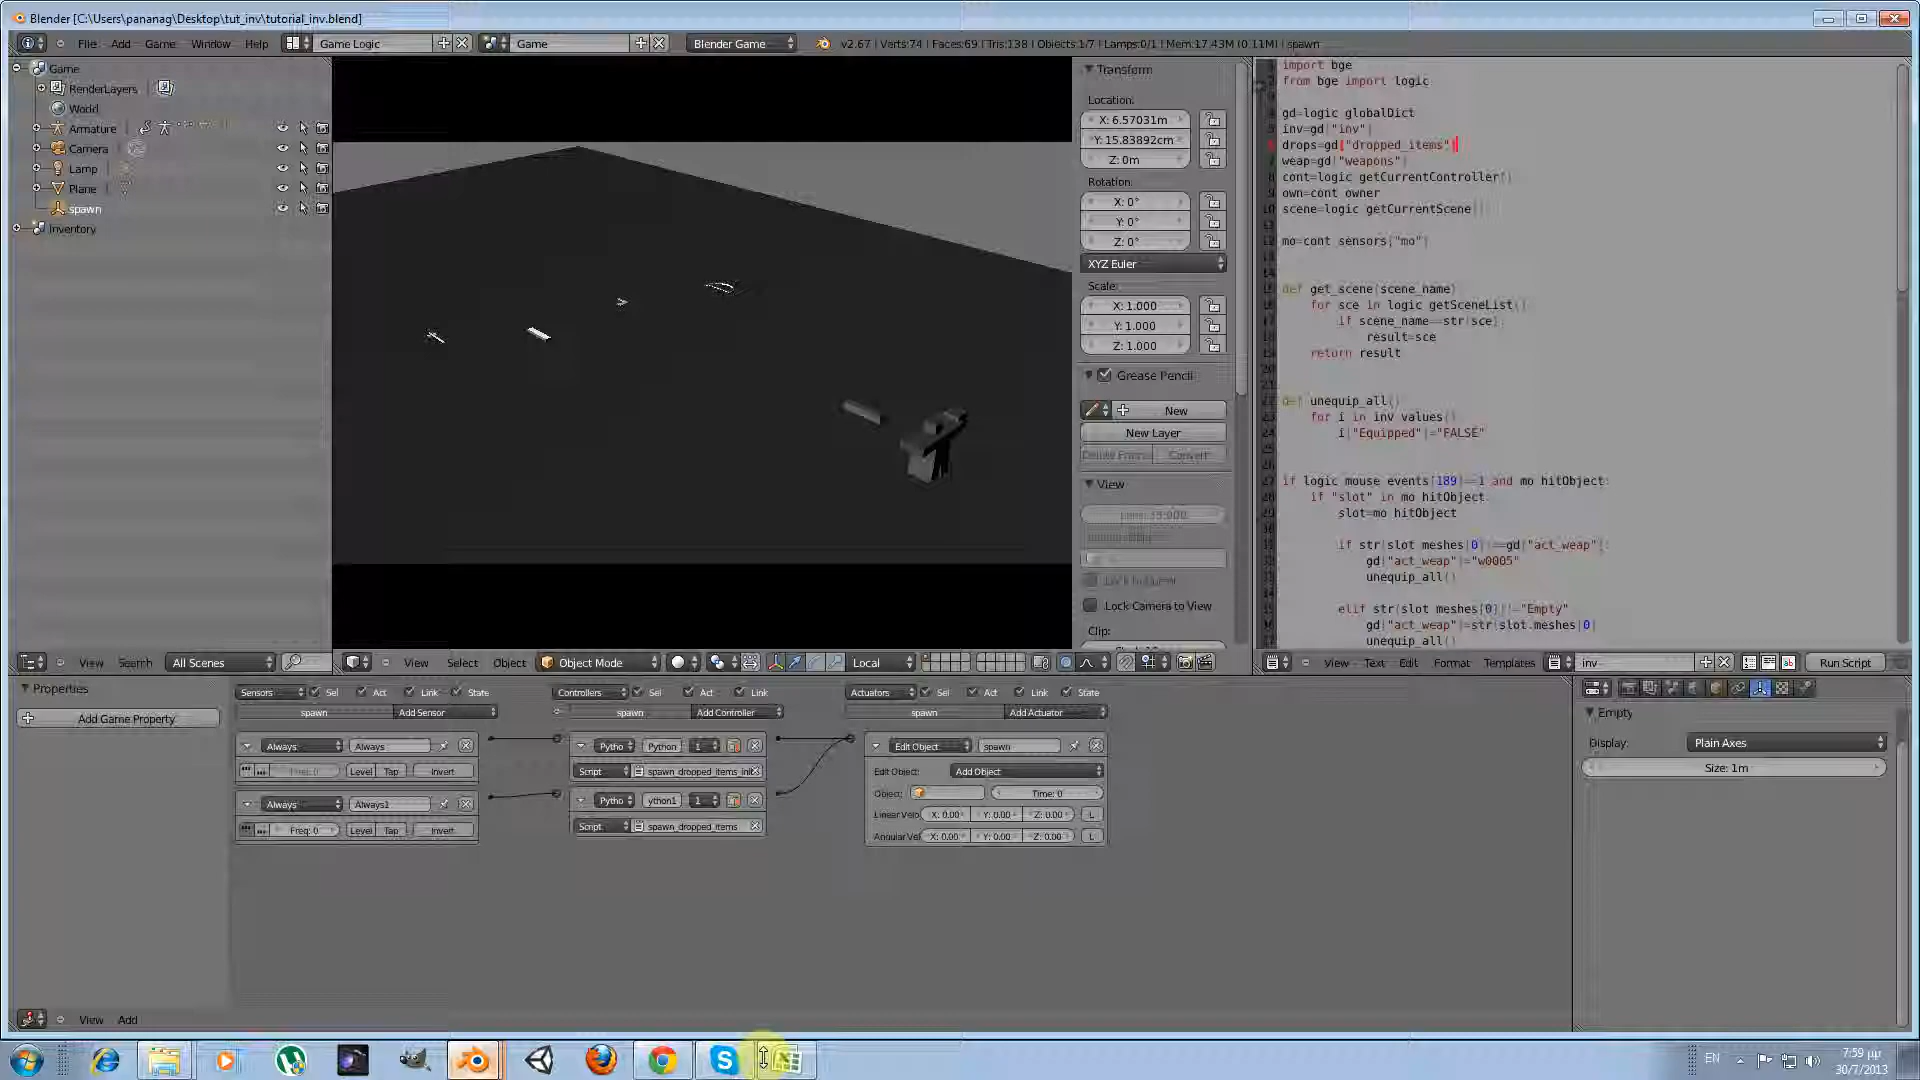 Blender [C:\Users\pananag\Desktop\tut_inv\tutorial_inv.blend]
File Add Game Window Help Game Logic Game Blender Game v2.67 | Verts:74 | Faces:69 | Tris:138 | Objects:1/7 | Lamps:0/1 | Mem:17.43M (0.11M) | spawn
Game
RenderLayers
World
Armature
Camera
Lamp
Plane
spawn
Inventory
View Search All Scenes
View Select Object Object Mode Local
Transform
Location:
X: 6.57031m
Y: 15.83892cm
Z: 0m
Rotation:
X: 0°
Y: 0°
Z: 0°
XYZ Euler
Scale:
X: 1.000
Y: 1.000
Z: 1.000
Grease Pencil
New
New Layer
Delete Frame Convert
View
Lock Camera to View
Clip:
import bge
from bge import logic
gd=logic globalDict
inv=gd["inv"]
drops=gd["dropped_items"]
weap=gd["weapons"]
cont=logic getCurrentController()
own=cont owner
scene=logic getCurrentScene()
mo=cont sensors["mo"]
def get_scene(scene_name)
for sce in logic getSceneList()
if scene_name==str(sce)
result=sce
return result
def unequip_all()
for i in inv values()
i["Equipped"]="FALSE"
if logic mouse events[189]==1 and mo hitObject:
if "slot" in mo hitObject
slot=mo hitObject
if str(slot meshes[0])==gd["act_weap"]:
gd["act_weap"]="w0005"
unequip_all()
elif str(slot meshes[0])!="Empty"
gd["act_weap"]=str(slot.meshes[0])
unequip_all()
View Text Edit Format Templates inv Run Script
Properties
Add Game Property
Sensors Sel Act Link State
spawn Add Sensor
Always Always
Freq: 0 Level Tap Invert
Always Always1
Freq: 0 Level Tap Invert
Controllers Sel Act Link
spawn Add Controller
Pytho Python 1
Script spawn_dropped_items_init
Pytho ython1 1
Script spawn_dropped_items
Actuators Sel Act Link State
spawn Add Actuator
Edit Object spawn
Edit Object: Add Object
Object: Time: 0
Linear Velo X: 0.00 Y: 0.00 Z: 0.00 L
Angular Vel X: 0.00 Y: 0.00 Z: 0.00 L
Empty
Display: Plain Axes
Size: 1m
View Add
EN
7:59 μμ
30/7/2013